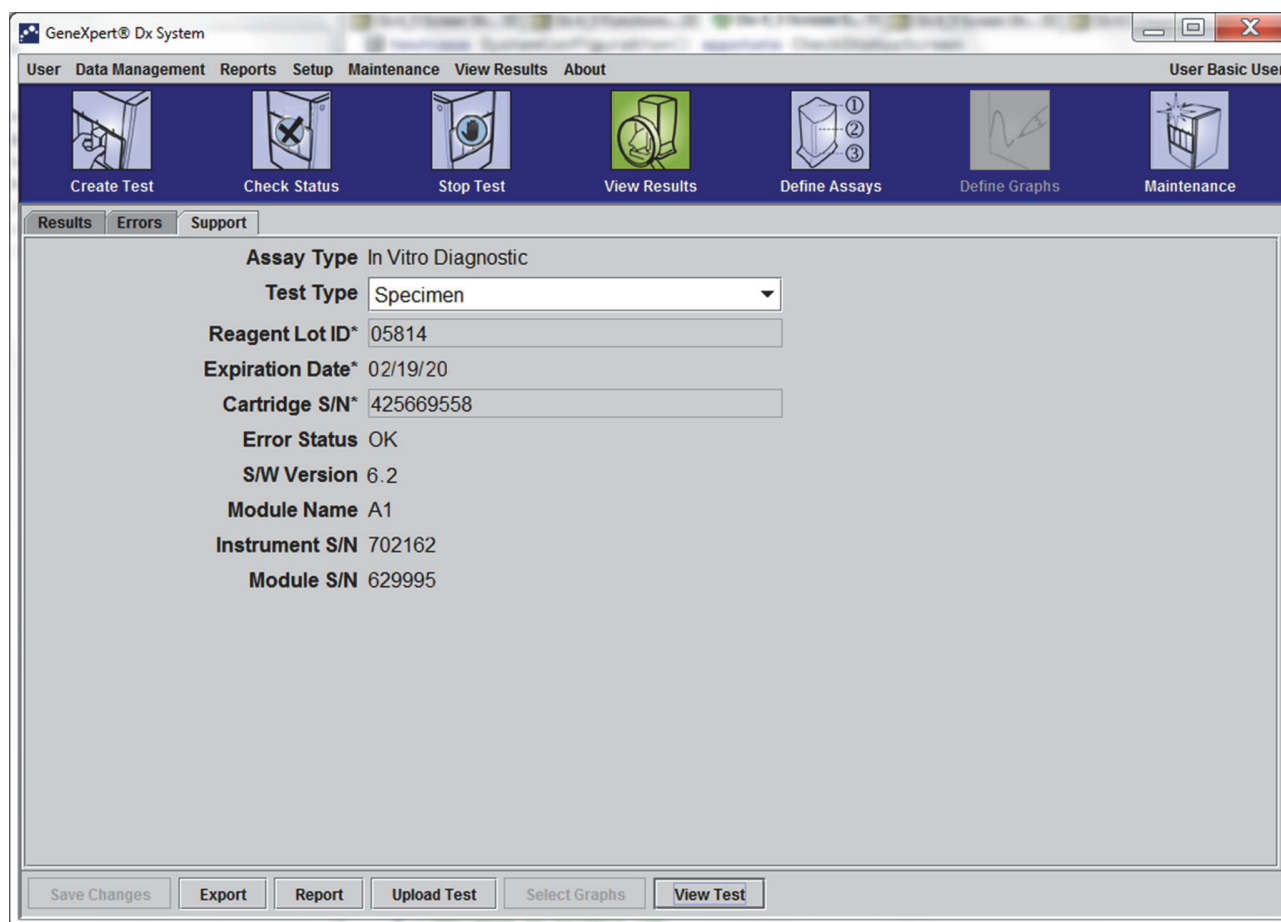 GeneXpert® Dx System
User Data Management Reports Setup Maintenance View Results About User Basic User
① ② ③
Create Test Check Status Stop Test View Results Define Assays Define Graphs Maintenance
Results Errors Support
Assay Type In Vitro Diagnostic
Test Type Specimen
Reagent Lot ID* 05814
Expiration Date* 02/19/20
Cartridge S/N* 425669558
Error Status OK
S/W Version 6.2
Module Name A1
Instrument S/N 702162
Module S/N 629995
Save Changes Export Report Upload Test Select Graphs View Test